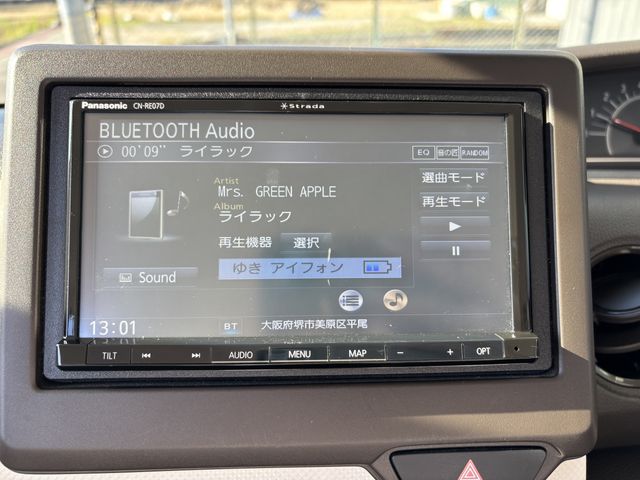 Panasonic CN-RE07D Strada
BLUETOOTH Audio
00'09" ライラック EQ 音の匠 RANDOM
Artist
Mrs. GREEN APPLE
Album
ライラック
選曲モード
再生モード
再生機器 選択
ゆき アイフォン
Sound
13:01 BT 大阪府堺市美原区平尾
TILT AUDIO MENU MAP − + OPT